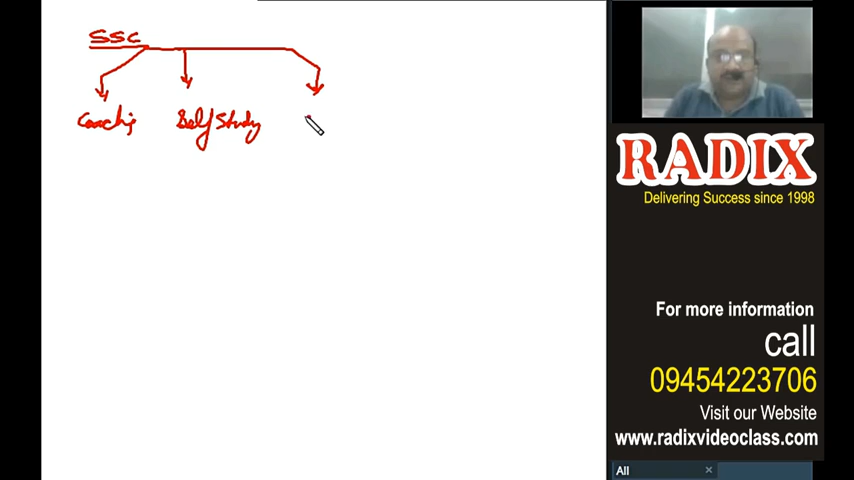 SSC
Coaching Self Study
RADIX
Delivering Success since 1998
For more information
call
09454223706
Visit our Website
www.radixvideoclass.com
All